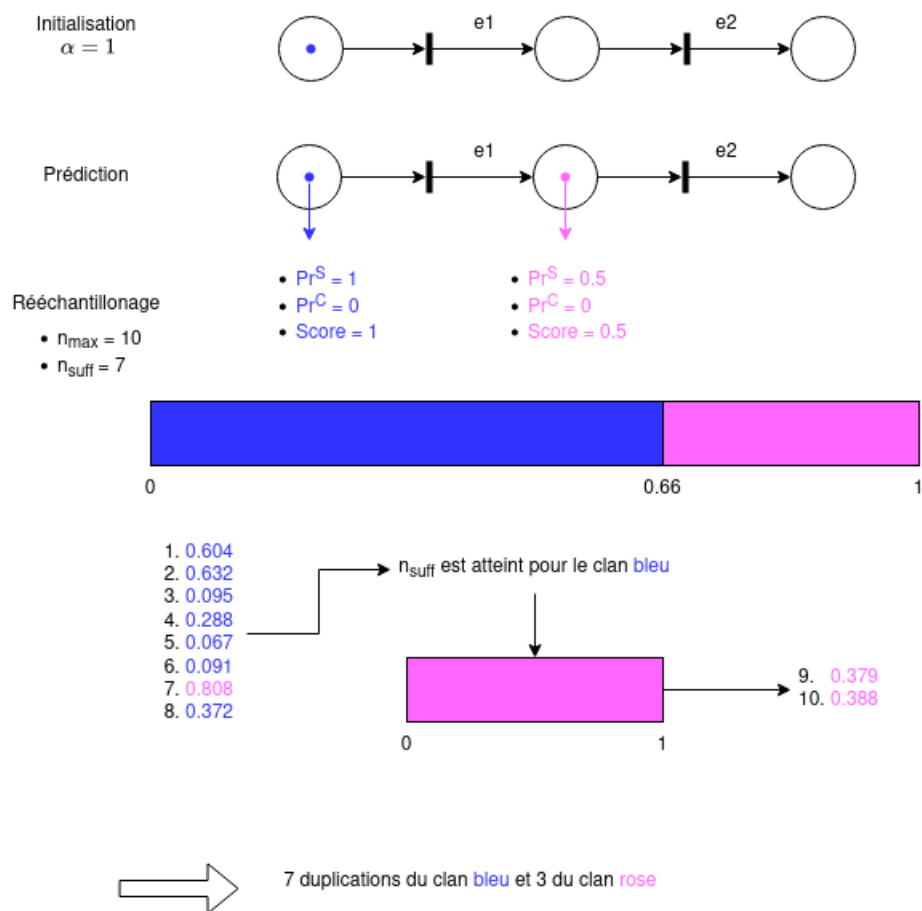 Initialisation
α = 1
e1
e2
Prédiction
e1
e2
Rééchantillonage
• n_max = 10
• n_suff = 7
• Pr^S = 1
• Pr^C = 0
• Score = 1
• Pr^S = 0.5
• Pr^C = 0
• Score = 0.5
0
0.66
1
1. 0.604
2. 0.632
3. 0.095
4. 0.288
5. 0.067
6. 0.091
7. 0.808
8. 0.372
n_suff est atteint pour le clan bleu
0
1
9. 0.379
10. 0.388
7 duplications du clan bleu et 3 du clan rose